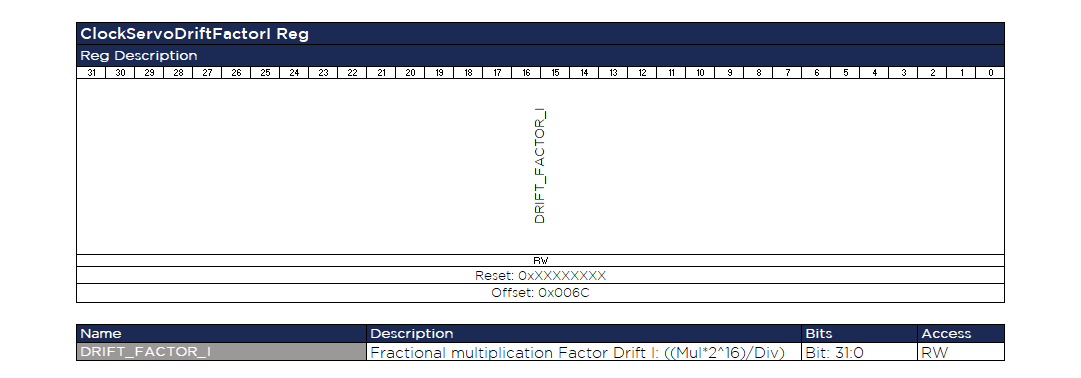 ClockServoDriftFactorI Reg
Reg Description
31 30 29 28 27 26 25 24 23 22 21 20 19 18 17 16 15 14 13 12 11 10 9 8 7 6 5 4 3 2 1 0
DRIFT_FACTOR_I
RW
Reset: 0xXXXXXXXX
Offset: 0x006C
Name Description Bits Access
DRIFT_FACTOR_I Fractional multiplication Factor Drift I: ((Mul*2^16)/Div) Bit: 31:0 RW